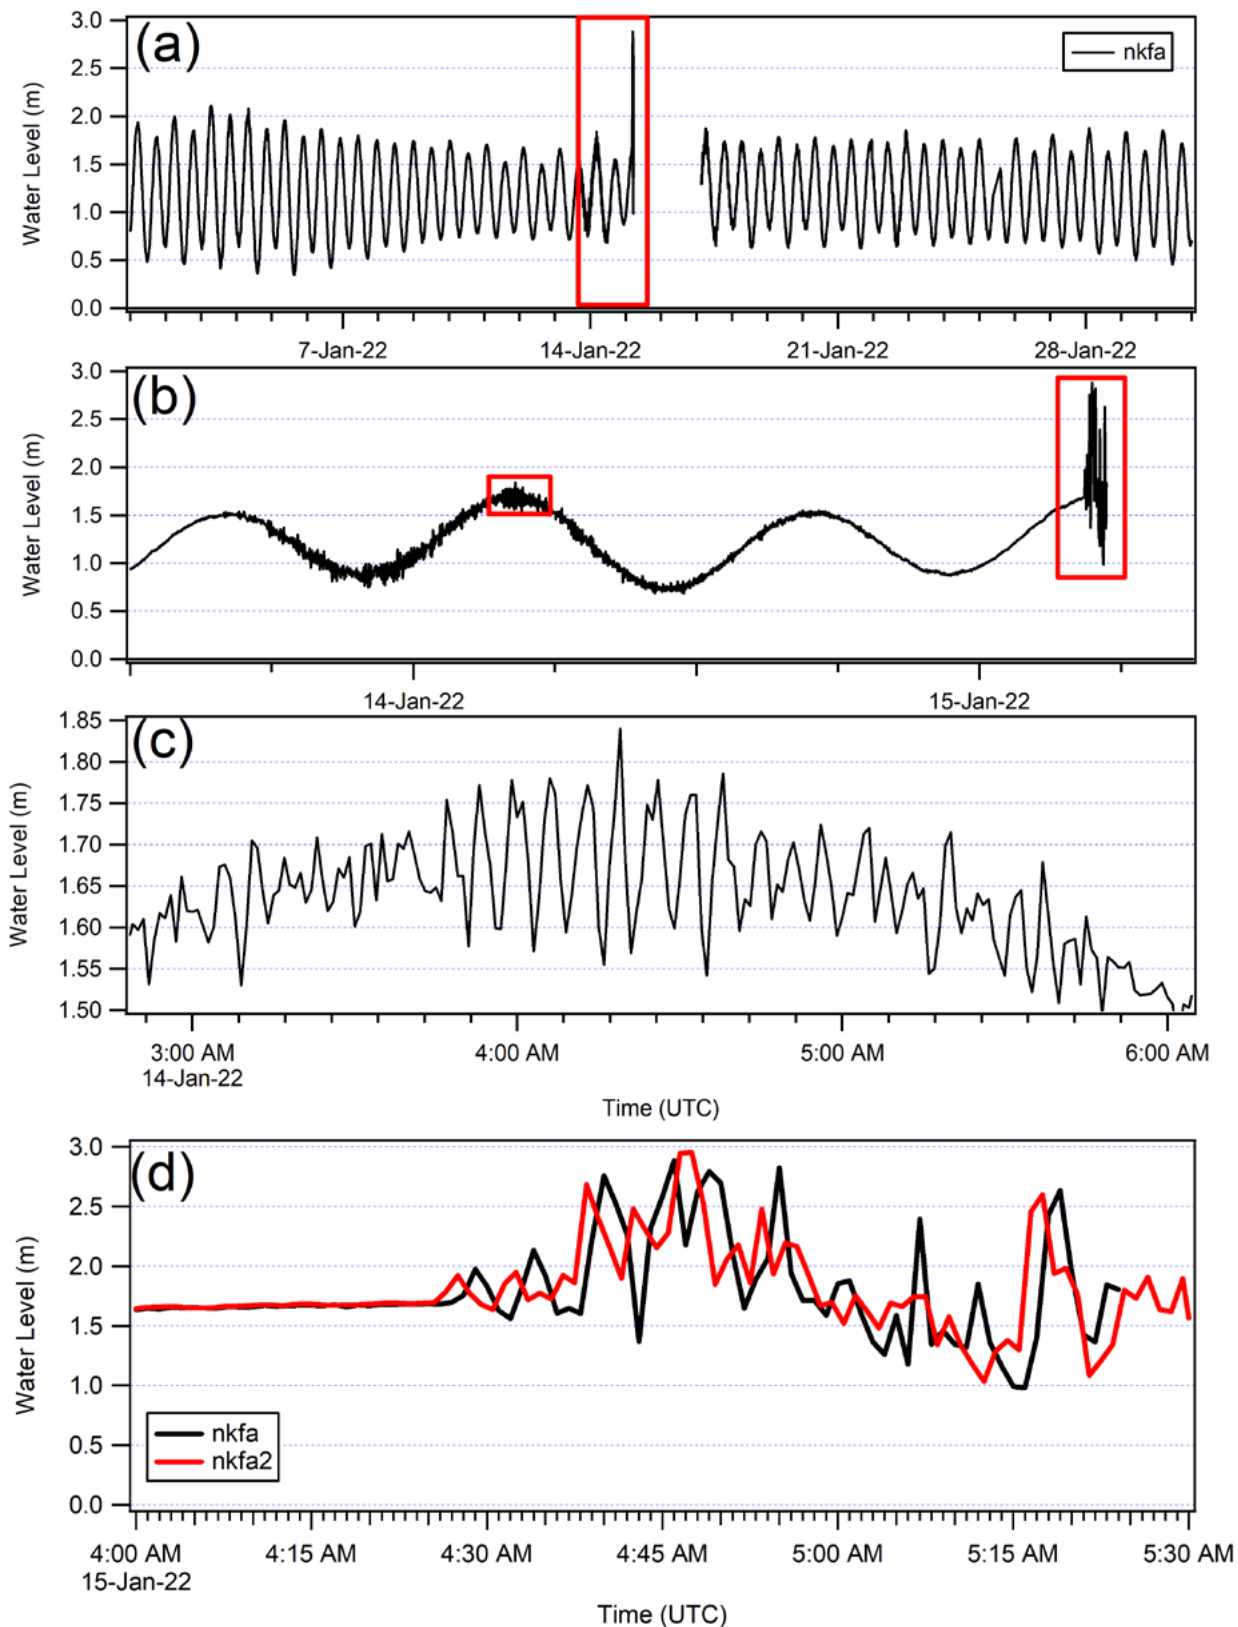 (a)
nkfa
Water Level (m)
3.0
2.5
2.0
1.5
1.0
0.5
0.0
7-Jan-22 14-Jan-22 21-Jan-22 28-Jan-22
(b)
Water Level (m)
3.0
2.5
2.0
1.5
1.0
0.5
0.0
14-Jan-22 15-Jan-22
(c)
Water Level (m)
1.85
1.80
1.75
1.70
1.65
1.60
1.55
1.50
3:00 AM 4:00 AM 5:00 AM 6:00 AM
14-Jan-22
Time (UTC)
(d)
Water Level (m)
3.0
2.5
2.0
1.5
1.0
0.5
0.0
nkfa
nkfa2
4:00 AM 4:15 AM 4:30 AM 4:45 AM 5:00 AM 5:15 AM 5:30 AM
15-Jan-22
Time (UTC)